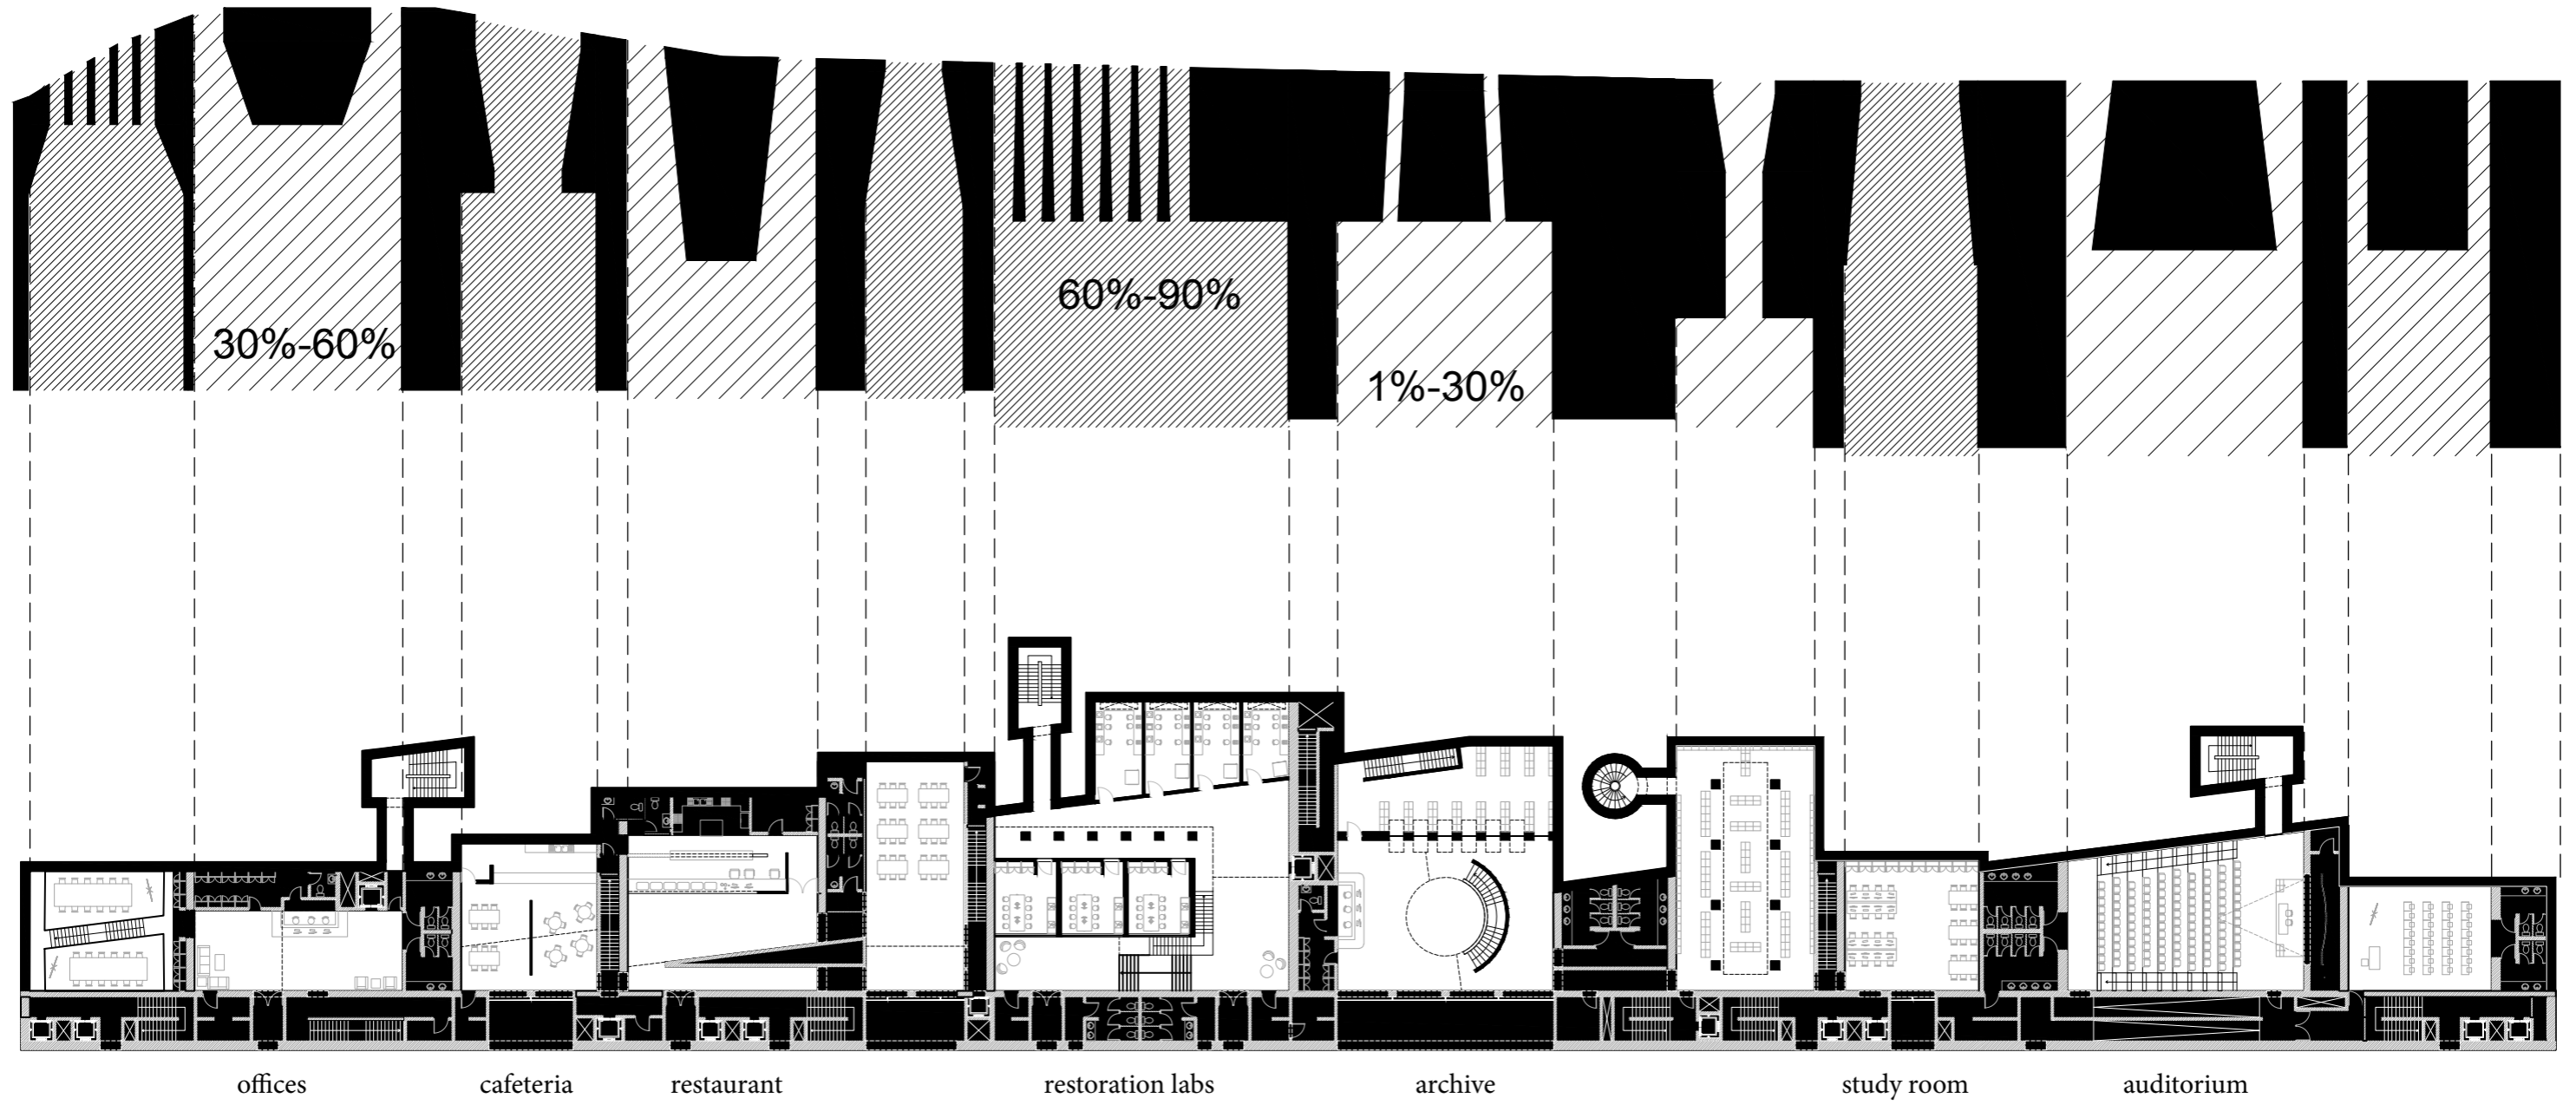 60%-90%
30%-60%
1%-30%
offices
cafeteria
restaurant
restoration labs
archive
study room
auditorium